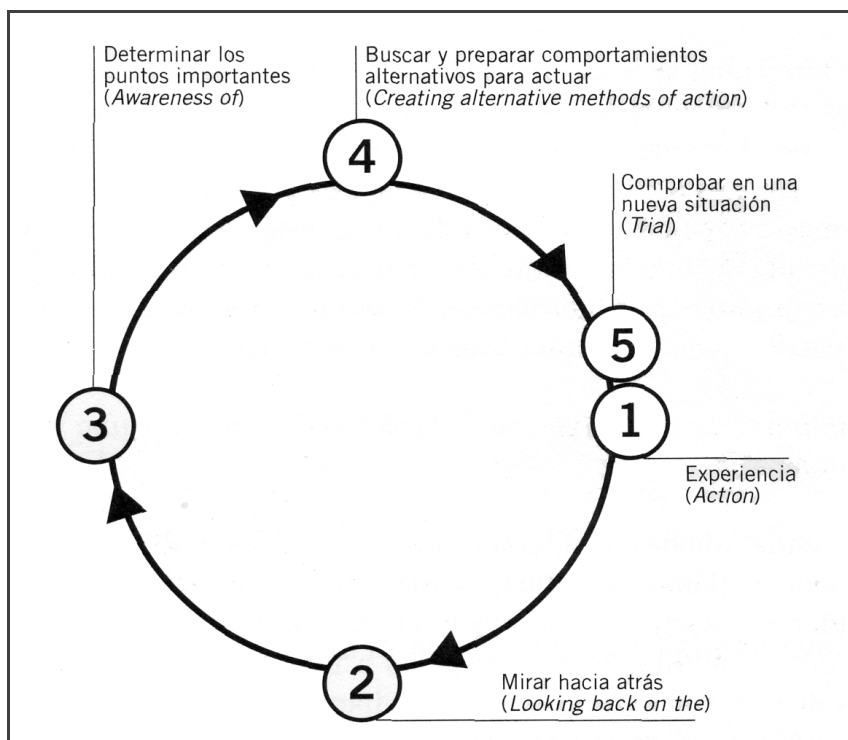 Determinar los
puntos importantes
(Awareness of)
Buscar y preparar comportamientos
alternativos para actuar
(Creating alternative methods of action)
4
Comprobar en una
nueva situación
(Trial)
5
3
1
Experiencia
(Action)
2
Mirar hacia atrás
(Looking back on the)